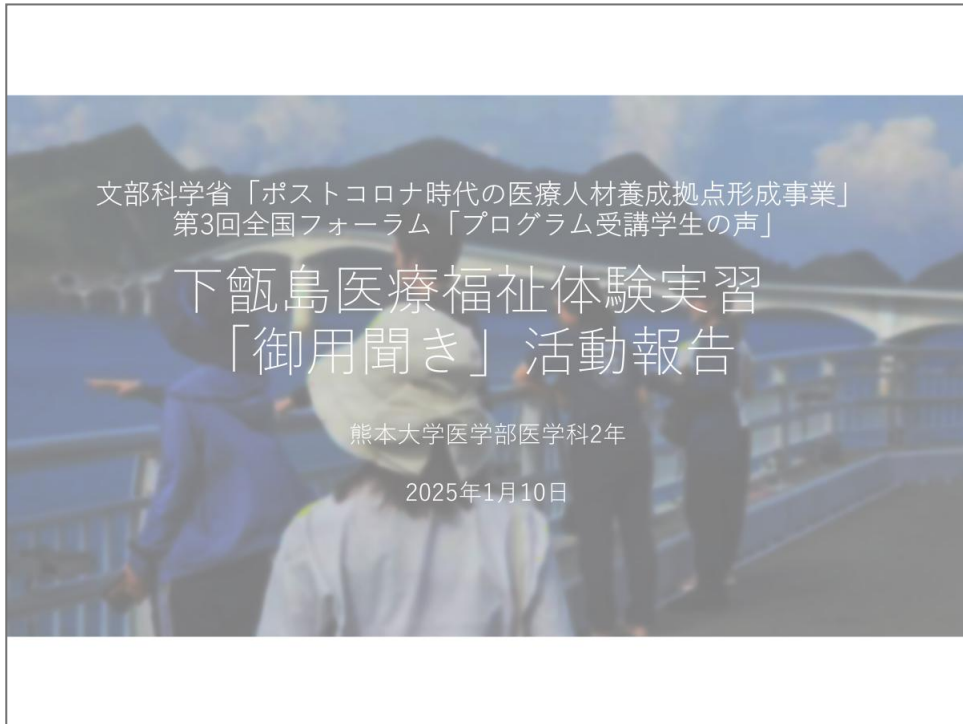 文部科学省「ポストコロナ時代の医療人材養成拠点形成事業」
第3回全国フォーラム「プログラム受講学生の声」
下甑島医療福祉体験実習
「御用聞き」活動報告
熊本大学医学部医学科2年
2025年1月10日